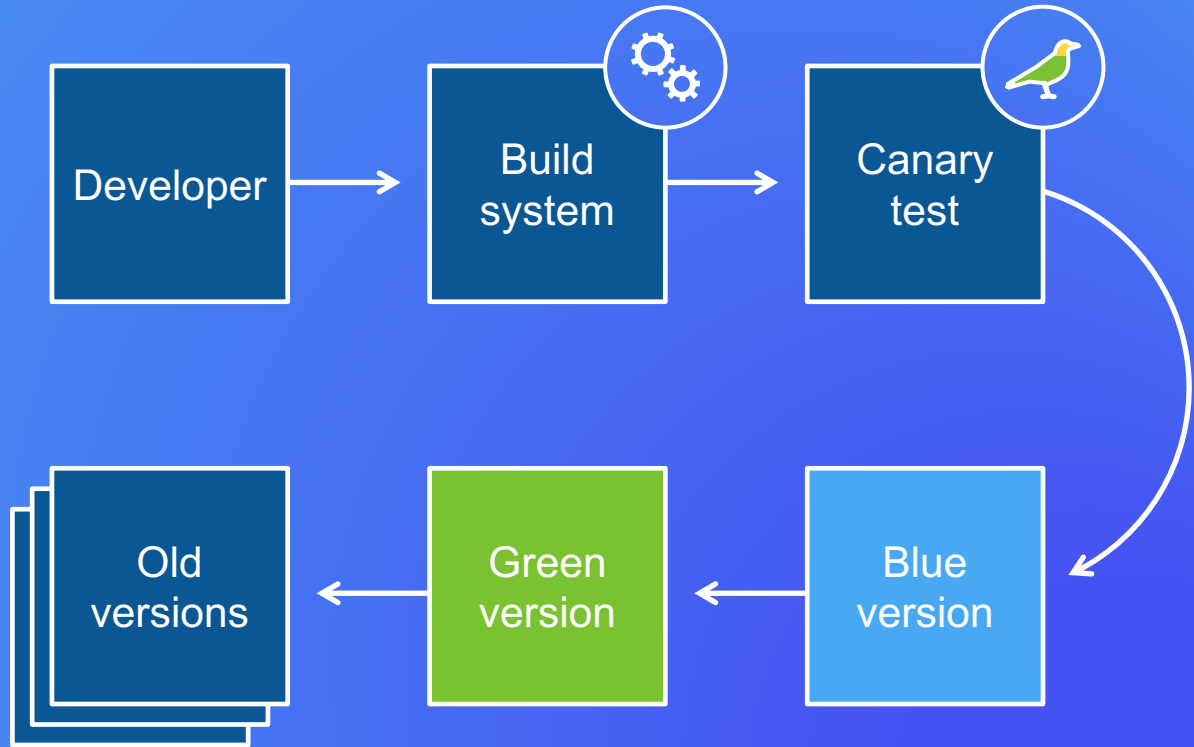 Developer
Build
system
Canary
test
Old
versions
Green
version
Blue
version